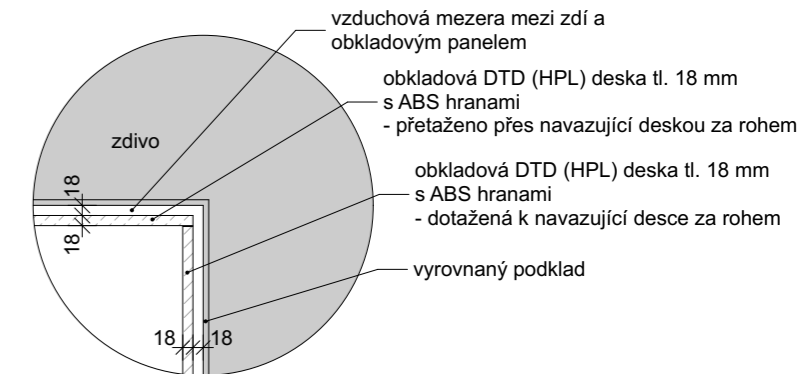 vzduchová mezera mezi zdí a
obkladovým panelem
obkladová DTD (HPL) deska tl. 18 mm
s ABS hranami
- přetaženo přes navazující deskou za rohem
zdivo
obkladová DTD (HPL) deska tl. 18 mm
s ABS hranami
- dotažená k navazující desce za rohem
18
18
vyrovnaný podklad
18
18